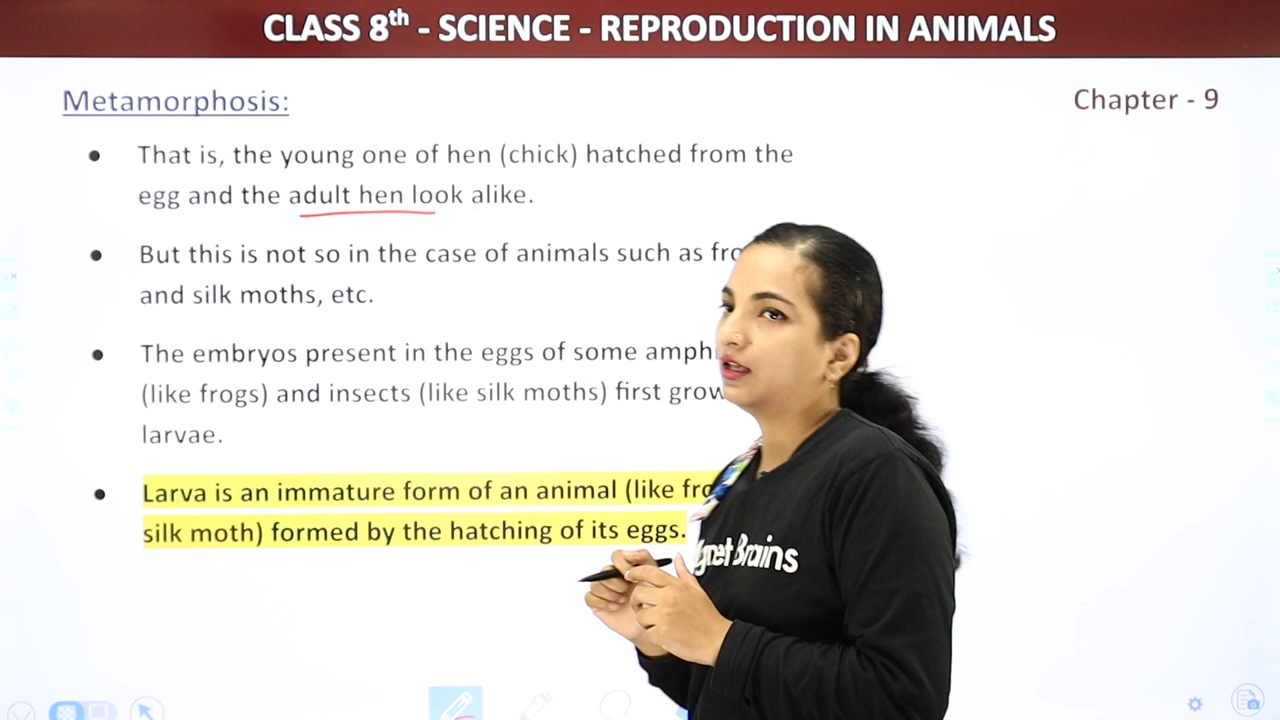 CLASS 8th - SCIENCE - REPRODUCTION IN ANIMALS
Metamorphosis:
Chapter - 9
• That is, the young one of hen (chick) hatched from the
egg and the adult hen look alike.
• But this is not so in the case of animals such as
and silk moths, etc.
• The embryos present in the eggs of some
(like frogs) and insects (like silk moths) first
larvae.
• Larva is an immature form of an animal (like
silk moth) formed by the hatching of its eggs.
Brains